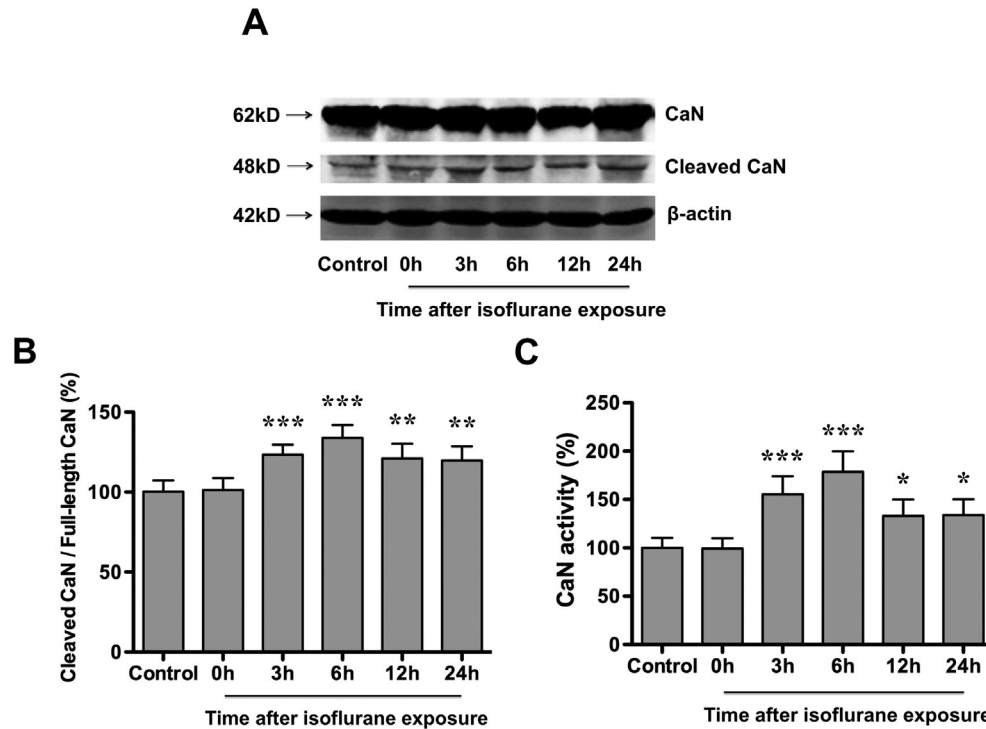 A
62kD → CaN
48kD → Cleaved CaN
42kD → β-actin
Control 0h 3h 6h 12h 24h
Time after isoflurane exposure
B
Cleaved CaN / Full-length CaN (%)
150
100
50
0
*** *** ** **
Control 0h 3h 6h 12h 24h
Time after isoflurane exposure
C
CaN activity (%)
250
200
150
100
50
0
*** *** * *
Control 0h 3h 6h 12h 24h
Time after isoflurane exposure